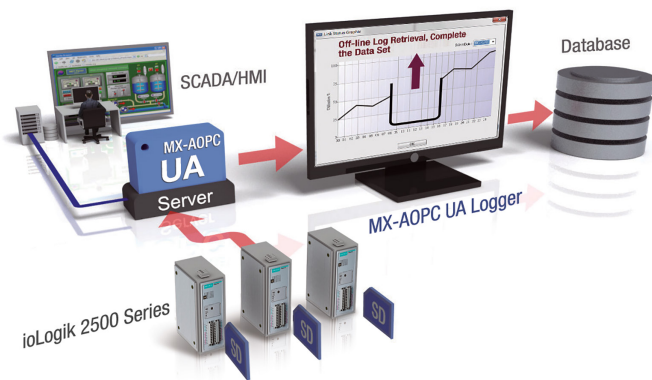 Off-line Log Retrieval, Complete
the Data Set
Database
SCADA/HMI
MX-AOPC
UA
Server
MX-AOPC UA Logger
ioLogik 2500 Series
SD
SD
SD